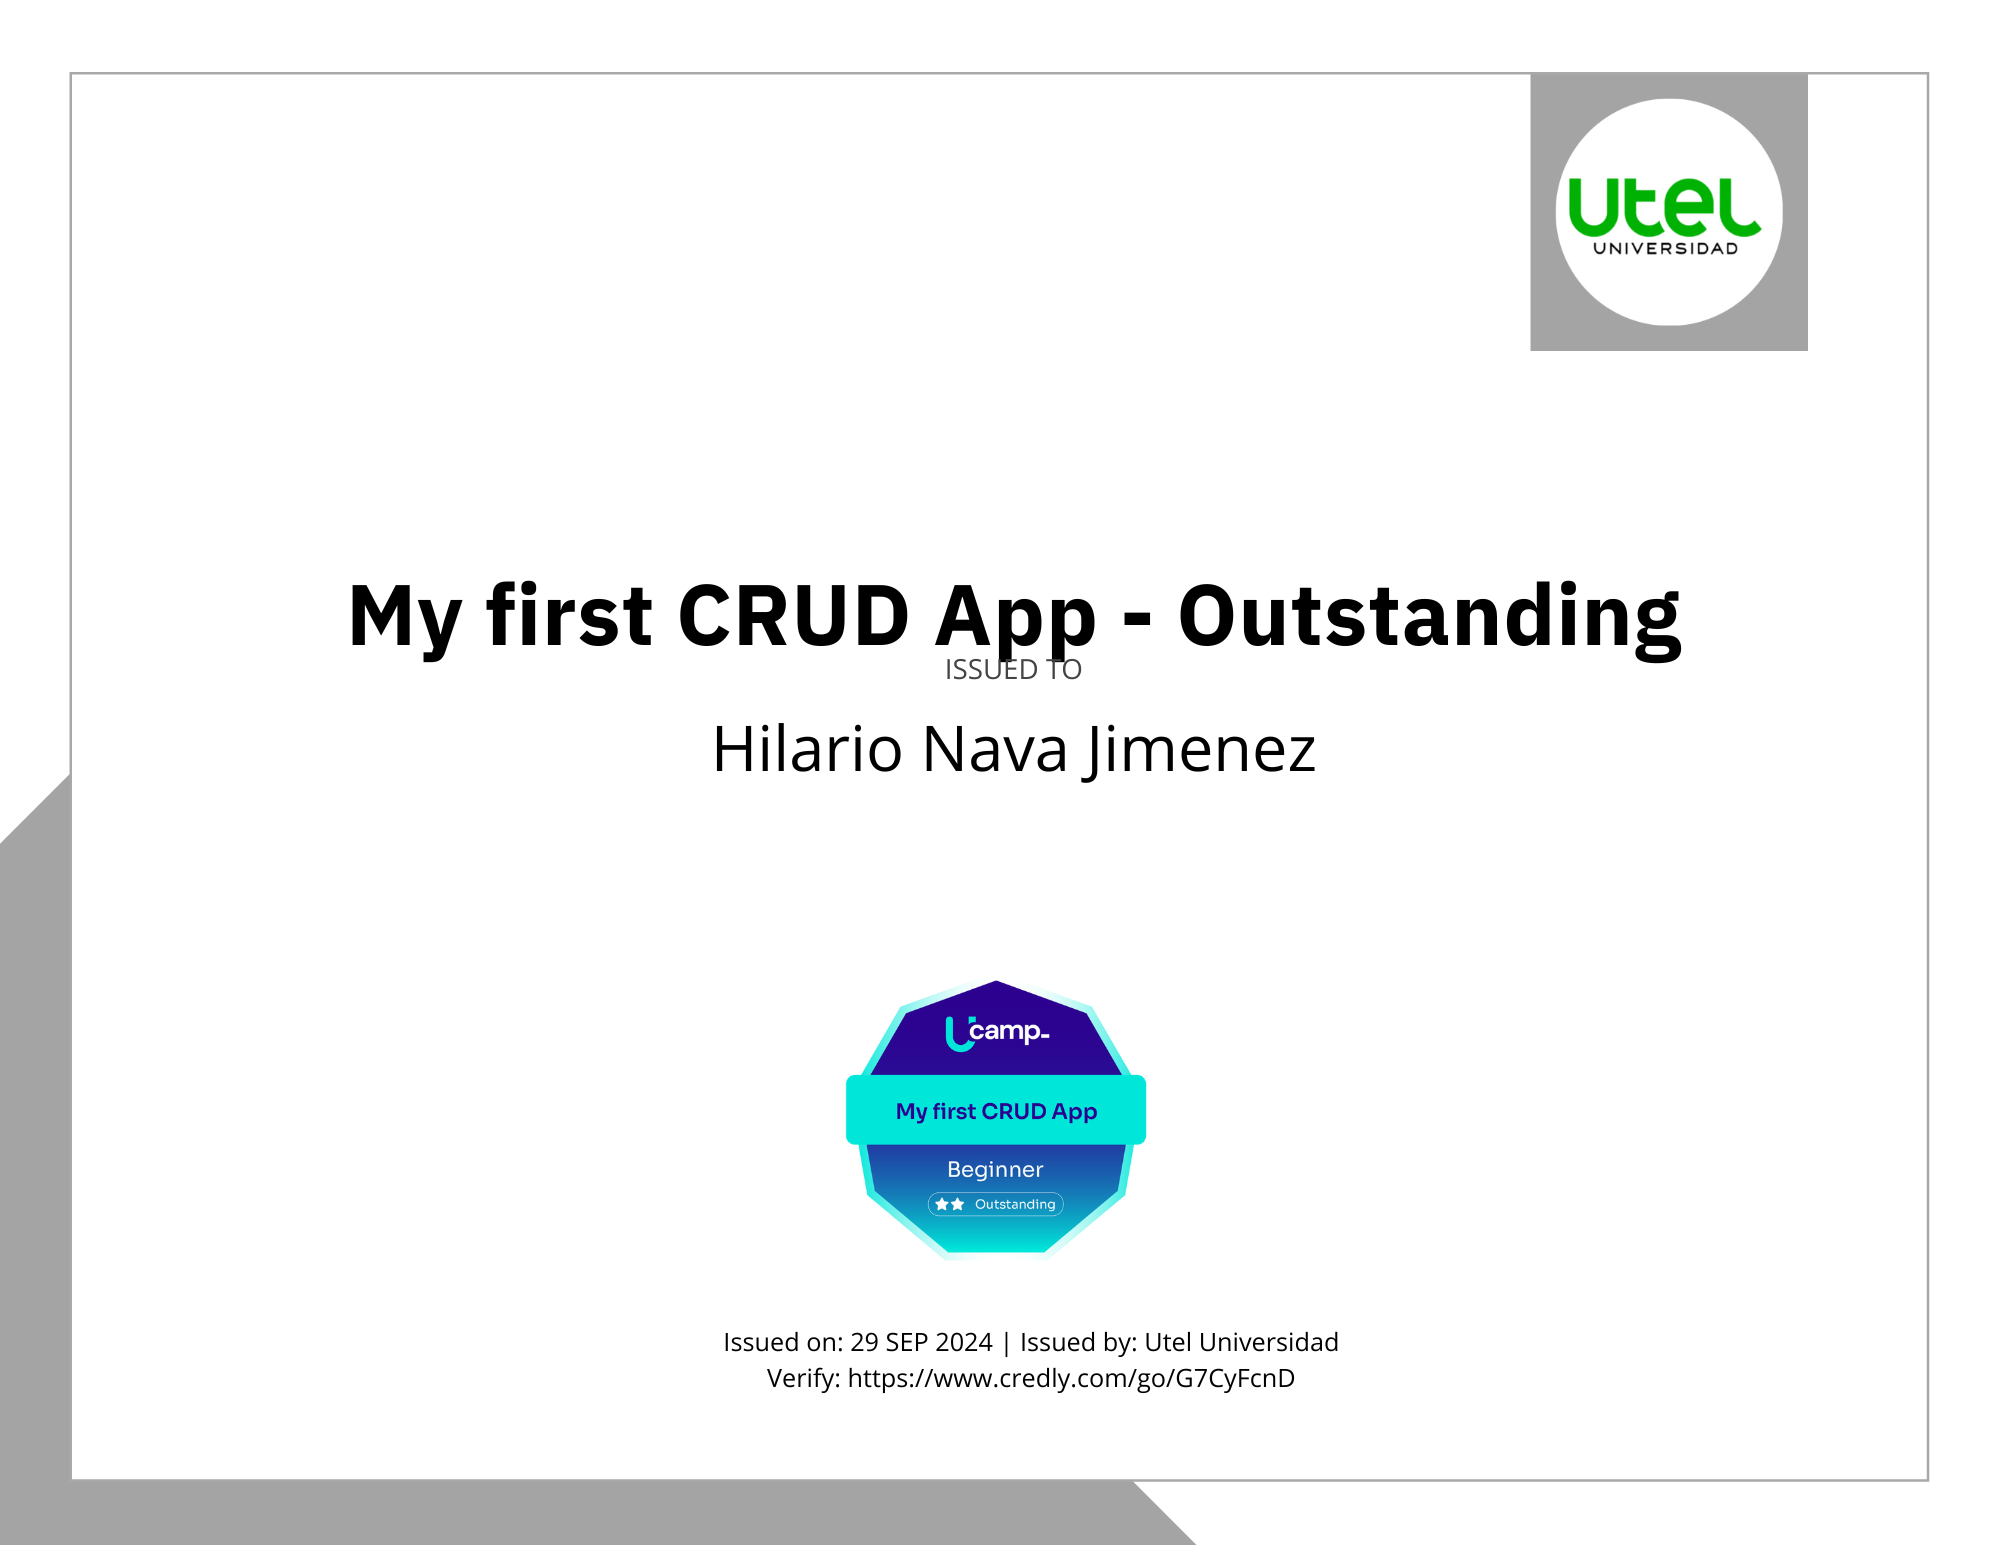 utel
UNIVERSIDAD
My first CRUD App - Outstanding
ISSUED TO
Hilario Nava Jimenez
Ucamp_
My first CRUD App
Beginner
Outstanding
Issued on: 29 SEP 2024 | Issued by: Utel Universidad
Verify: https://www.credly.com/go/G7CyFcnD